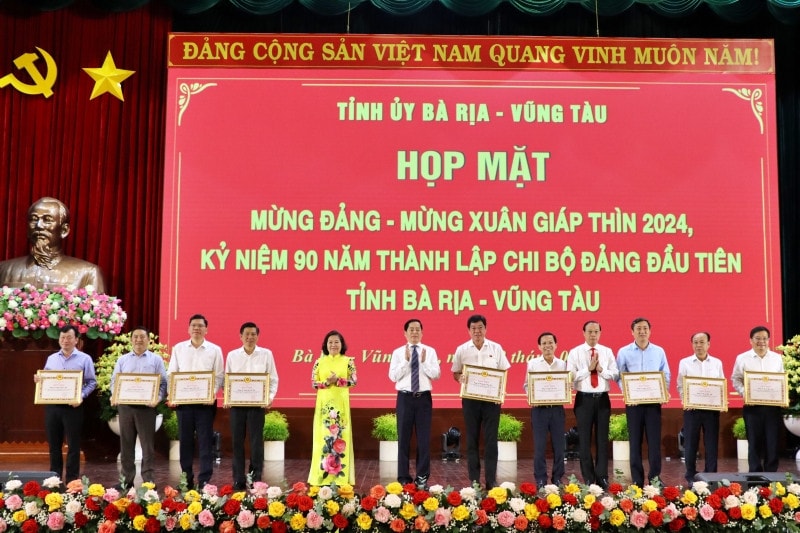 ĐẢNG CỘNG SẢN VIỆT NAM QUANG VINH MUÔN NĂM!
TỈNH ỦY BÀ RỊA - VŨNG TÀU
HỌP MẶT
MỪNG ĐẢNG - MỪNG XUÂN GIÁP THÌN 2024,
KỶ NIỆM 90 NĂM THÀNH LẬP CHI BỘ ĐẢNG ĐẦU TIÊN
TỈNH BÀ RỊA - VŨNG TÀU
Bà - Vũng